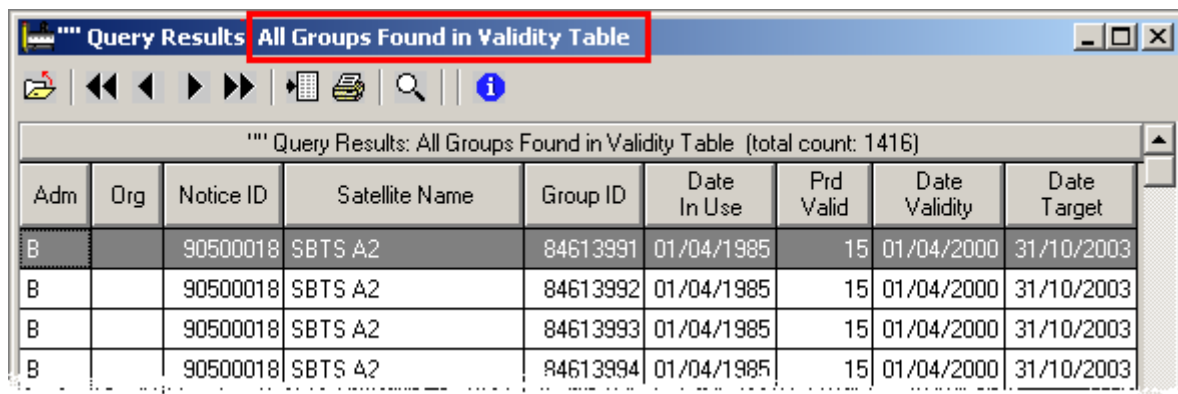 "" Query Results: All Groups Found in Validity Table
"" Query Results: All Groups Found in Validity Table (total count: 1416)
Adm Org Notice ID Satellite Name Group ID Date In Use Prd Valid Date Validity Date Target
B 90500018 SBTS A2 84613991 01/04/1985 15 01/04/2000 31/10/2003
B 90500018 SBTS A2 84613992 01/04/1985 15 01/04/2000 31/10/2003
B 90500018 SBTS A2 84613993 01/04/1985 15 01/04/2000 31/10/2003
B 90500018 SBTS A2 84613994 01/04/1985 15 01/04/2000 31/10/2003